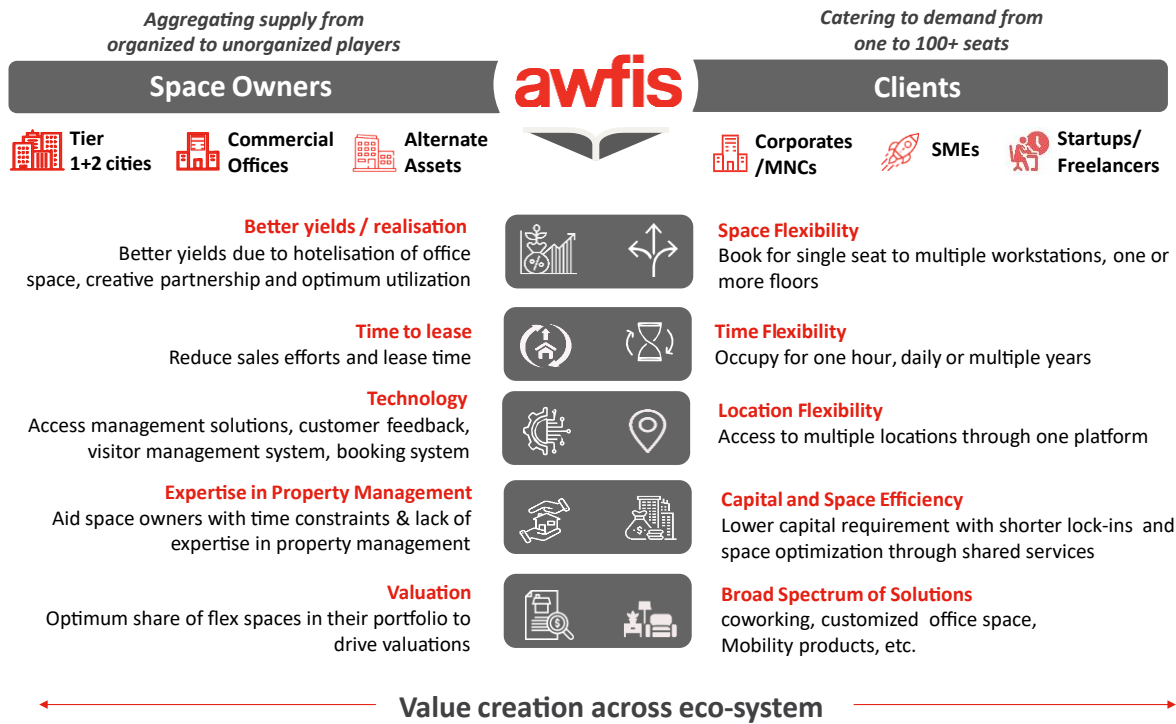 Aggregating supply from
organized to unorganized players
Catering to demand from
one to 100+ seats
Space Owners
awfis
Clients
Tier
1+2 cities
Commercial
Offices
Alternate
Assets
Corporates
/MNCs
SMEs
Startups/
Freelancers
Better yields / realisation
Better yields due to hotelisation of office
space, creative partnership and optimum utilization
Space Flexibility
Book for single seat to multiple workstations, one or
more floors
Time to lease
Reduce sales efforts and lease time
Time Flexibility
Occupy for one hour, daily or multiple years
Technology
Access management solutions, customer feedback,
visitor management system, booking system
Location Flexibility
Access to multiple locations through one platform
Expertise in Property Management
Aid space owners with time constraints & lack of
expertise in property management
Capital and Space Efficiency
Lower capital requirement with shorter lock-ins and
space optimization through shared services
Valuation
Optimum share of flex spaces in their portfolio to
drive valuations
Broad Spectrum of Solutions
coworking, customized office space,
Mobility products, etc.
Value creation across eco-system